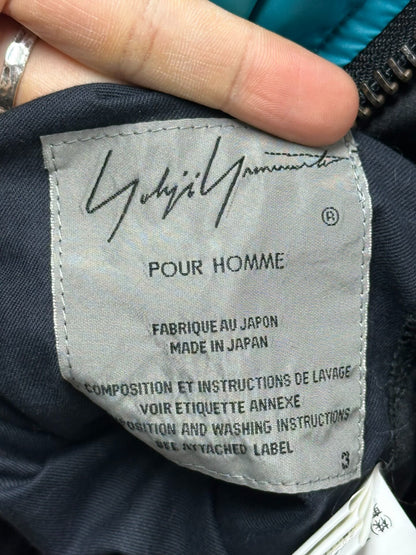 Yohji Yamamoto
®
POUR HOMME
FABRIQUE AU JAPON
MADE IN JAPAN
COMPOSITION ET INSTRUCTIONS DE LAVAGE
VOIR ETIQUETTE ANNEXE
COMPOSITION AND WASHING INSTRUCTIONS
SEE ATTACHED LABEL
3